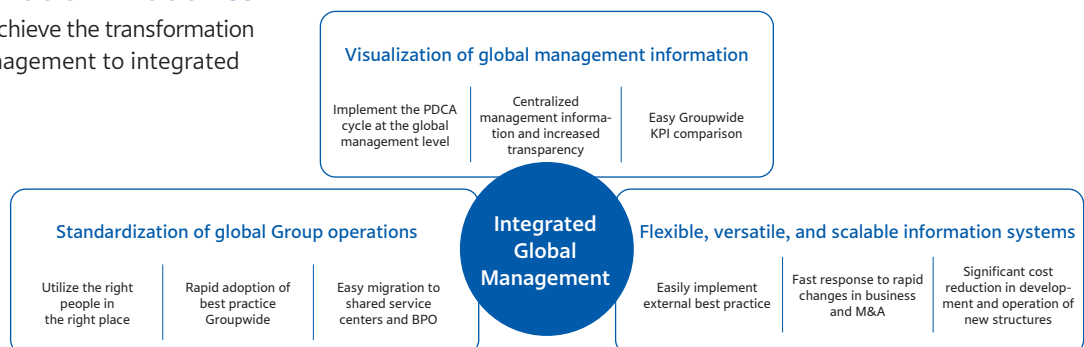 chieve the transformation
nagement to integrated
Visualization of global management information
Implement the PDCA
cycle at the global
management level
Centralized
management informa-
tion and increased
transparency
Easy Groupwide
KPI comparison
Integrated
Global
Management
Standardization of global Group operations
Utilize the right
people in
the right place
Rapid adoption of
best practice
Groupwide
Easy migration to
shared service
centers and BPO
Flexible, versatile, and scalable information systems
Easily implement
external best practice
Fast response to rapid
changes in business
and M&A
Significant cost
reduction in develop-
ment and operation of
new structures